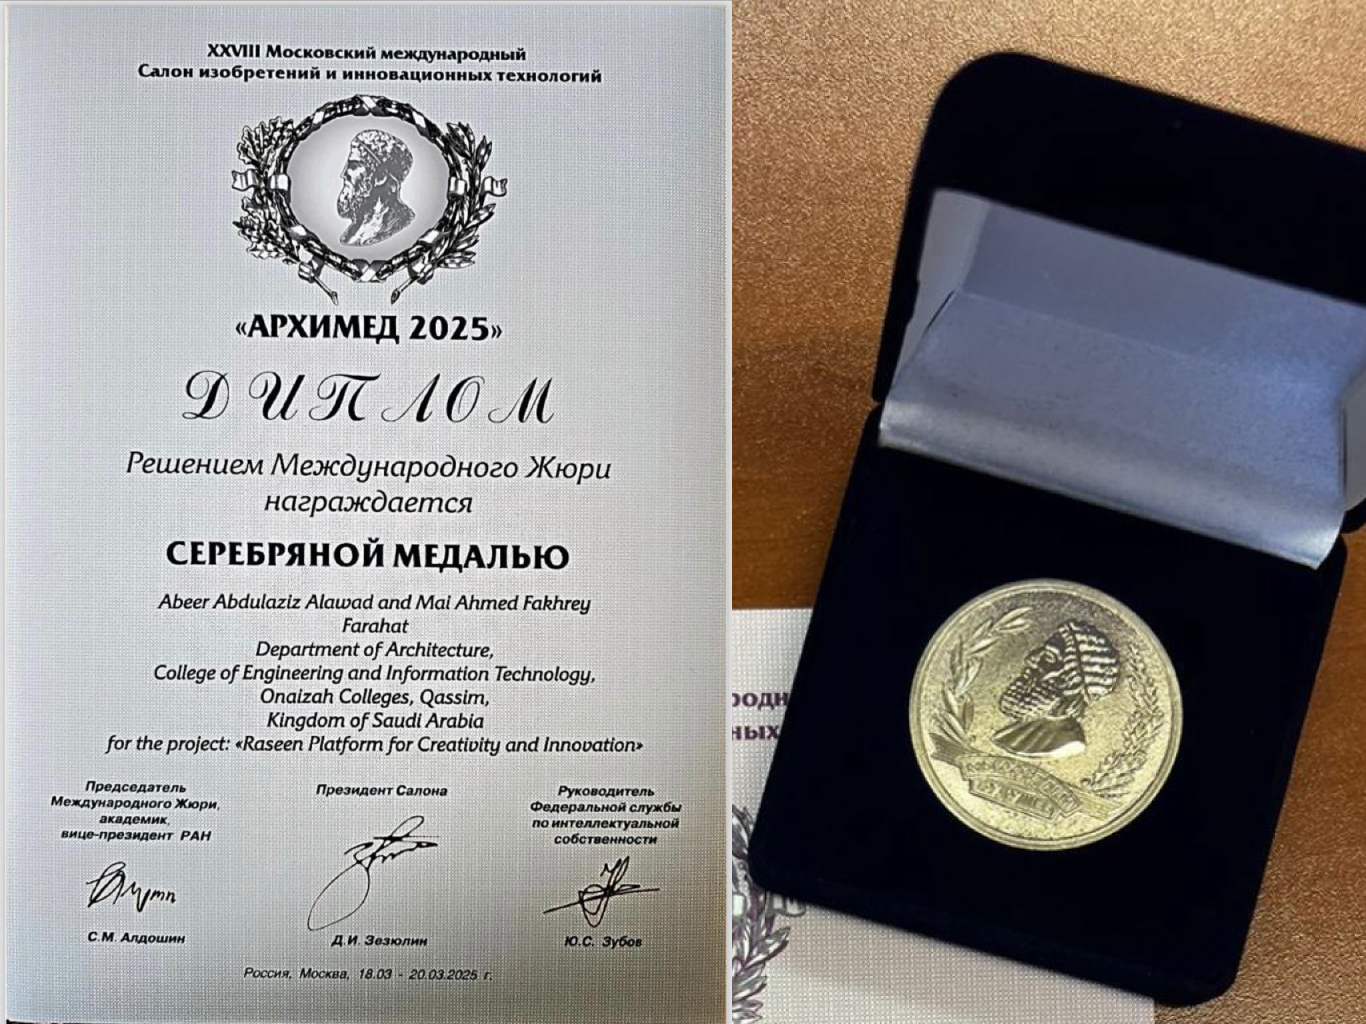 XXVIII Московский международный
Салон изобретений и инновационных технологий
«АРХИМЕД 2025»
ДИПЛОМ
Решением Международного Жюри
награждается
СЕРЕБРЯНОЙ МЕДАЛЬЮ
Abeer Abdulaziz Alawad and Mai Ahmed Fakhrey
Farahat
Department of Architecture,
College of Engineering and Information Technology,
Onaizah Colleges, Qassim,
Kingdom of Saudi Arabia
for the project: «Raseen Platform for Creativity and Innovation»
Председатель
Международного Жюри,
академик,
вице-президент РАН
С.М. Алдошин
Президент Салона
Д.И. Зезюлин
Руководитель
Федеральной службы
по интеллектуальной
собственности
Ю.С. Зубов
Россия, Москва, 18.03 - 20.03.2025 г.
родн
ных